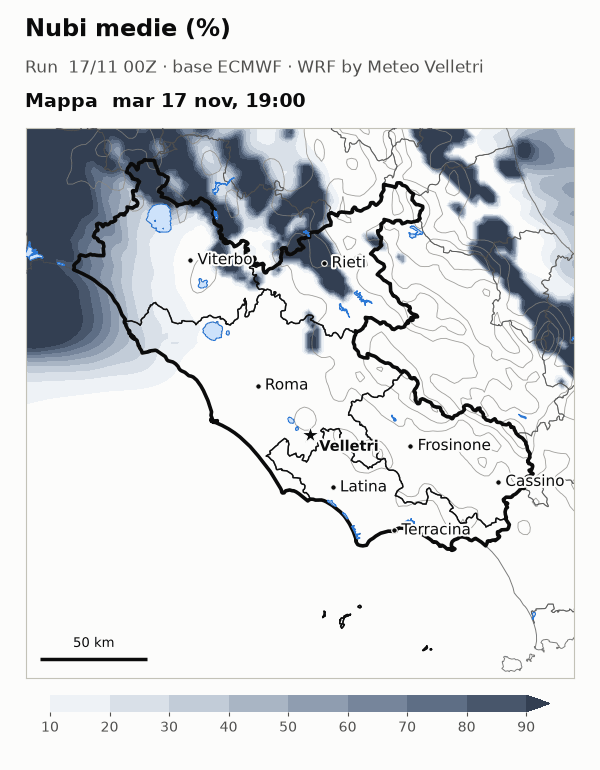 Nubi medie (%)
Run  17/11 00Z · base ECMWF · WRF by Meteo Velletri
Mappa  mar 17 nov, 19:00
Viterbo
Rieti
Roma
Velletri
Frosinone
Latina
Cassino
Terracina
50 km
10 20 30 40 50 60 70 80 90